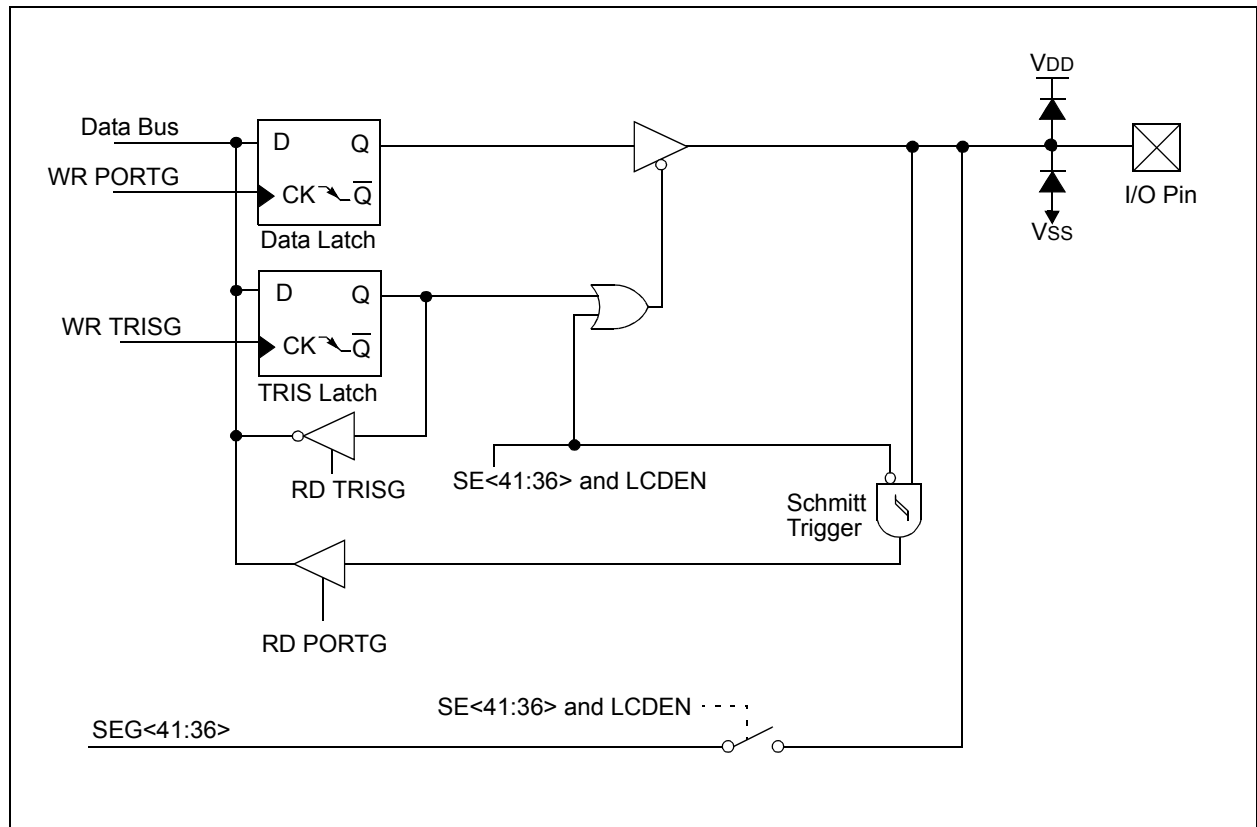 VDD
Data Bus
D Q
WR PORTG
CK Q
I/O Pin
Data Latch
VSS
D Q
WR TRISG
CK Q
TRIS Latch
RD TRISG
SE<41:36> and LCDEN
Schmitt
Trigger
RD PORTG
SE<41:36> and LCDEN
SEG<41:36>